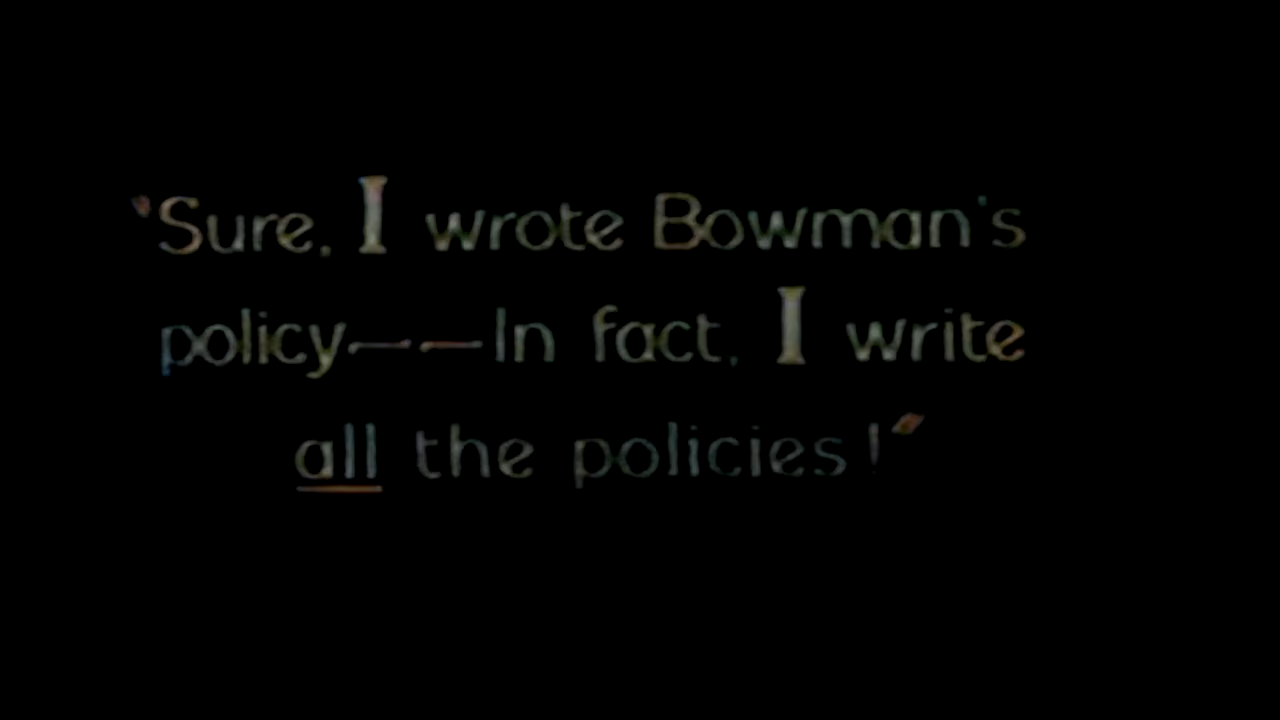 "Sure, I wrote Bowman's
policy——In fact, I write
all the policies!"